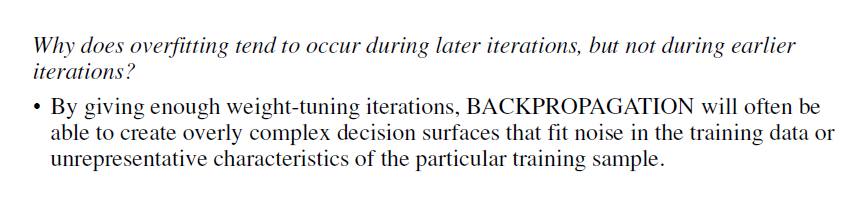 Why does overfitting tend to occur during later iterations, but not during earlier
iterations?
• By giving enough weight-tuning iterations, BACKPROPAGATION will often be
able to create overly complex decision surfaces that fit noise in the training data or
unrepresentative characteristics of the particular training sample.